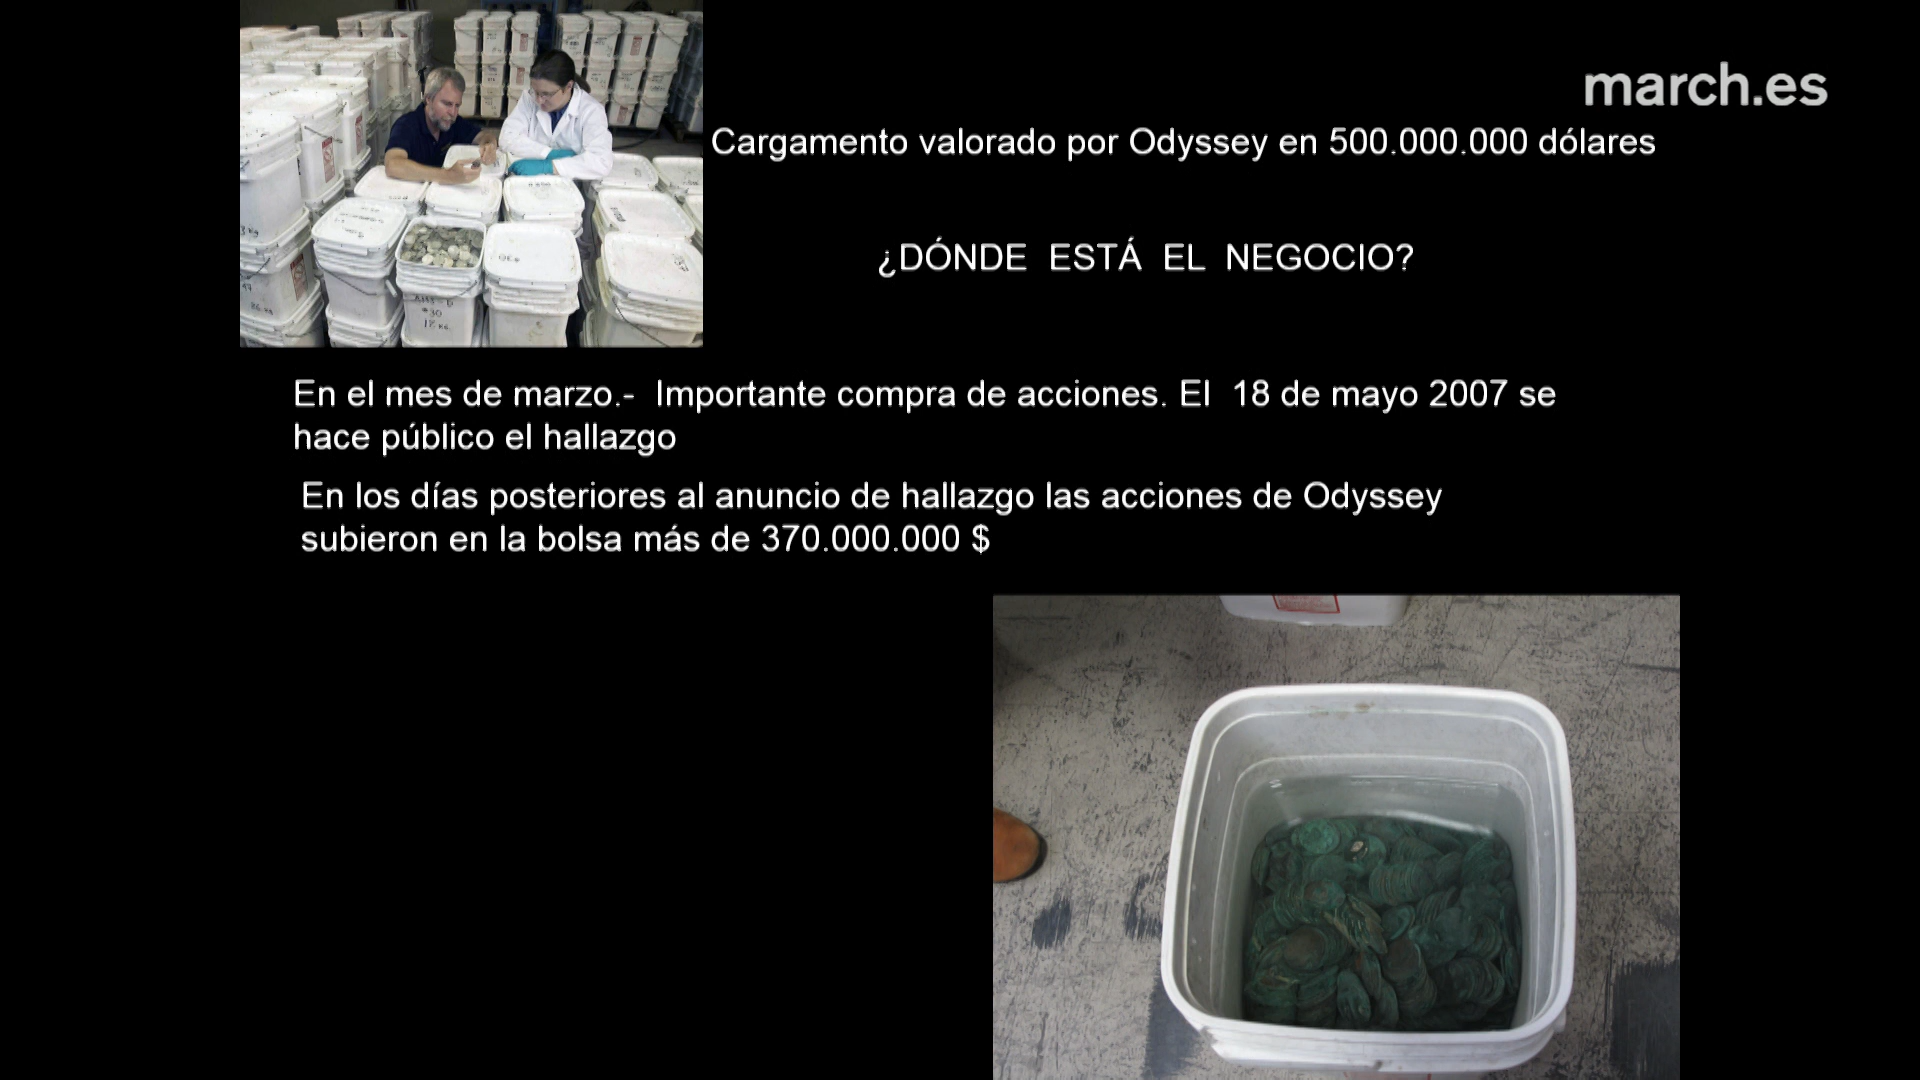 march.es
Cargamento valorado por Odyssey en 500.000.000 dólares
¿DÓNDE ESTÁ EL NEGOCIO?
En el mes de marzo.- Importante compra de acciones. El 18 de mayo 2007 se
hace público el hallazgo
En los días posteriores al anuncio de hallazgo las acciones de Odyssey
subieron en la bolsa más de 370.000.000 $